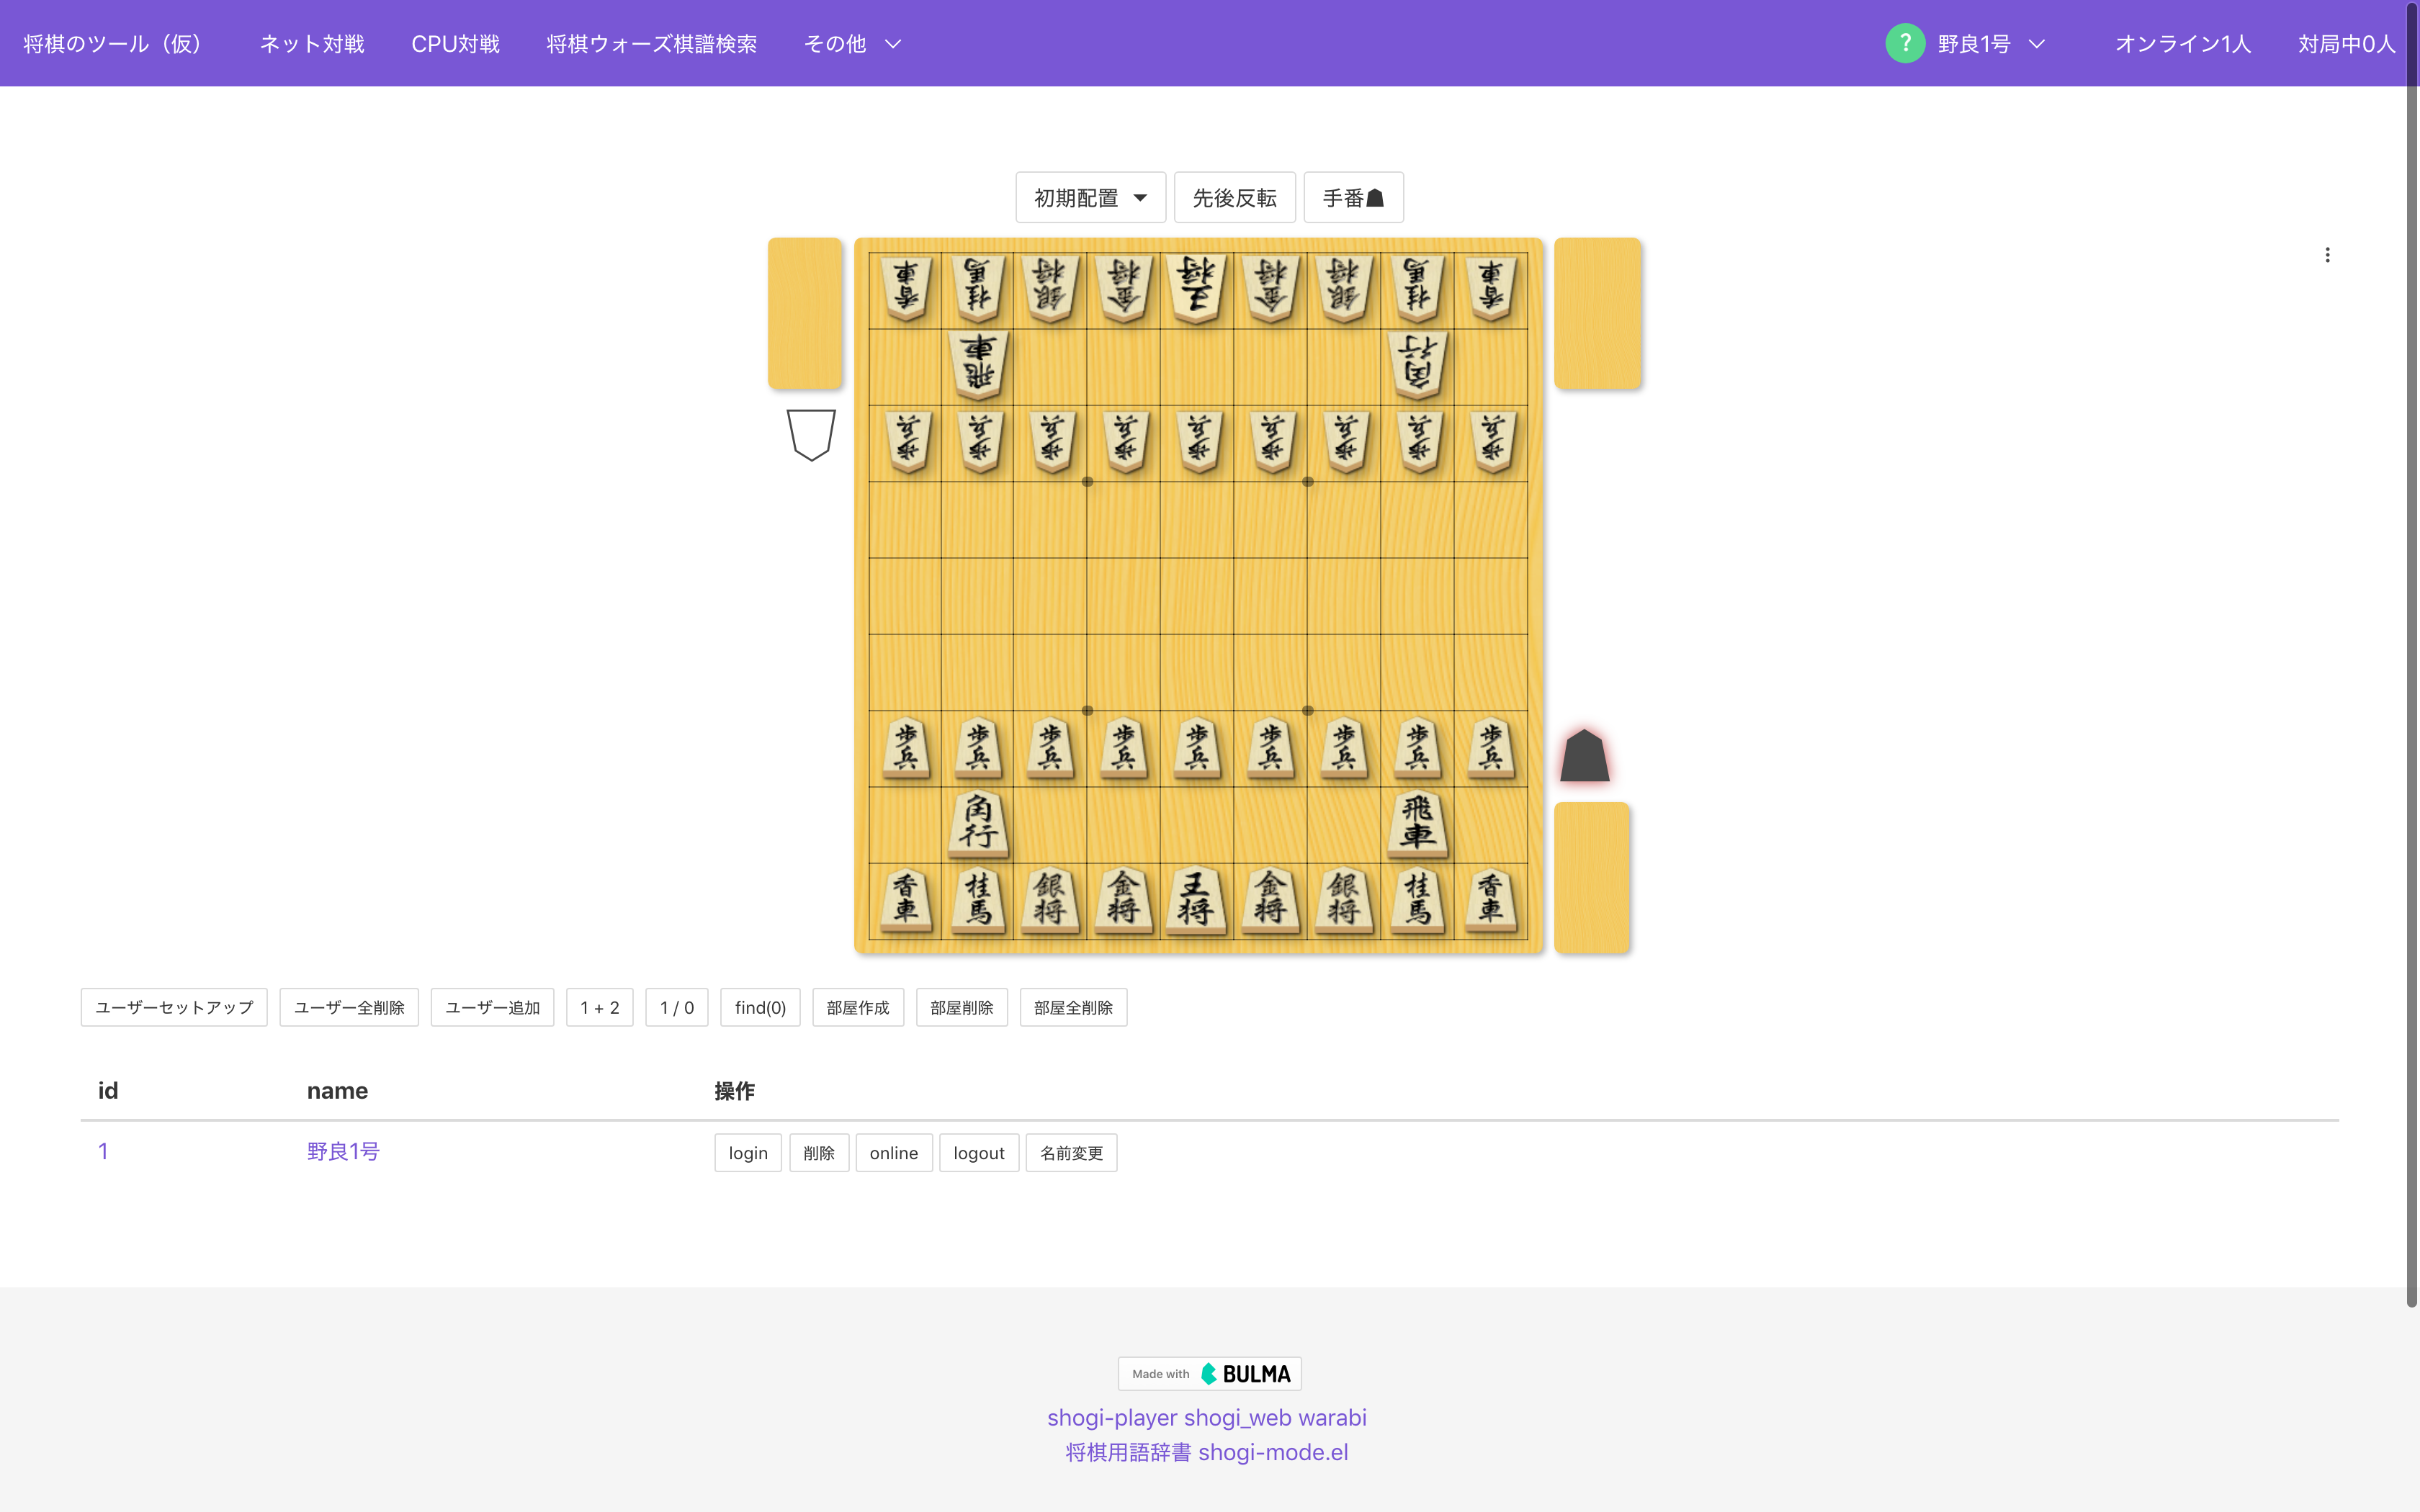 将棋のツール（仮） ネット対戦 CPU対戦 将棋ウォーズ棋譜検索 その他 ? 野良1号 オンライン1人 対局中0人
初期配置 先後反転 手番
香車 桂馬 銀将 金将 王将 金将 銀将 桂馬 香車
飛車 角行
歩兵 歩兵 歩兵 歩兵 歩兵 歩兵 歩兵 歩兵 歩兵
歩兵 歩兵 歩兵 歩兵 歩兵 歩兵 歩兵 歩兵 歩兵
角行 飛車
香車 桂馬 銀将 金将 王将 金将 銀将 桂馬 香車
ユーザーセットアップ ユーザー全削除 ユーザー追加 1 + 2 1 / 0 find(0) 部屋作成 部屋削除 部屋全削除
id name 操作
1 野良1号 login 削除 online logout 名前変更
Made with BULMA
shogi-player shogi_web warabi
将棋用語辞書 shogi-mode.el